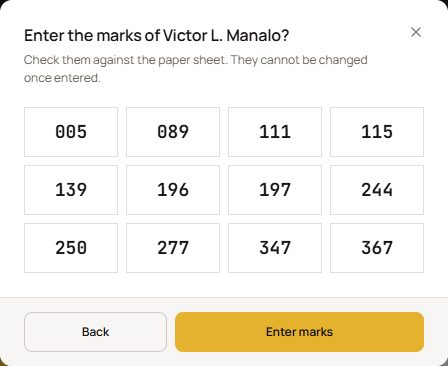 Enter the marks of Victor L. Manalo?
Check them against the paper sheet. They cannot be changed
once entered.
005 089 111 115
139 196 197 244
250 277 347 367
Back Enter marks